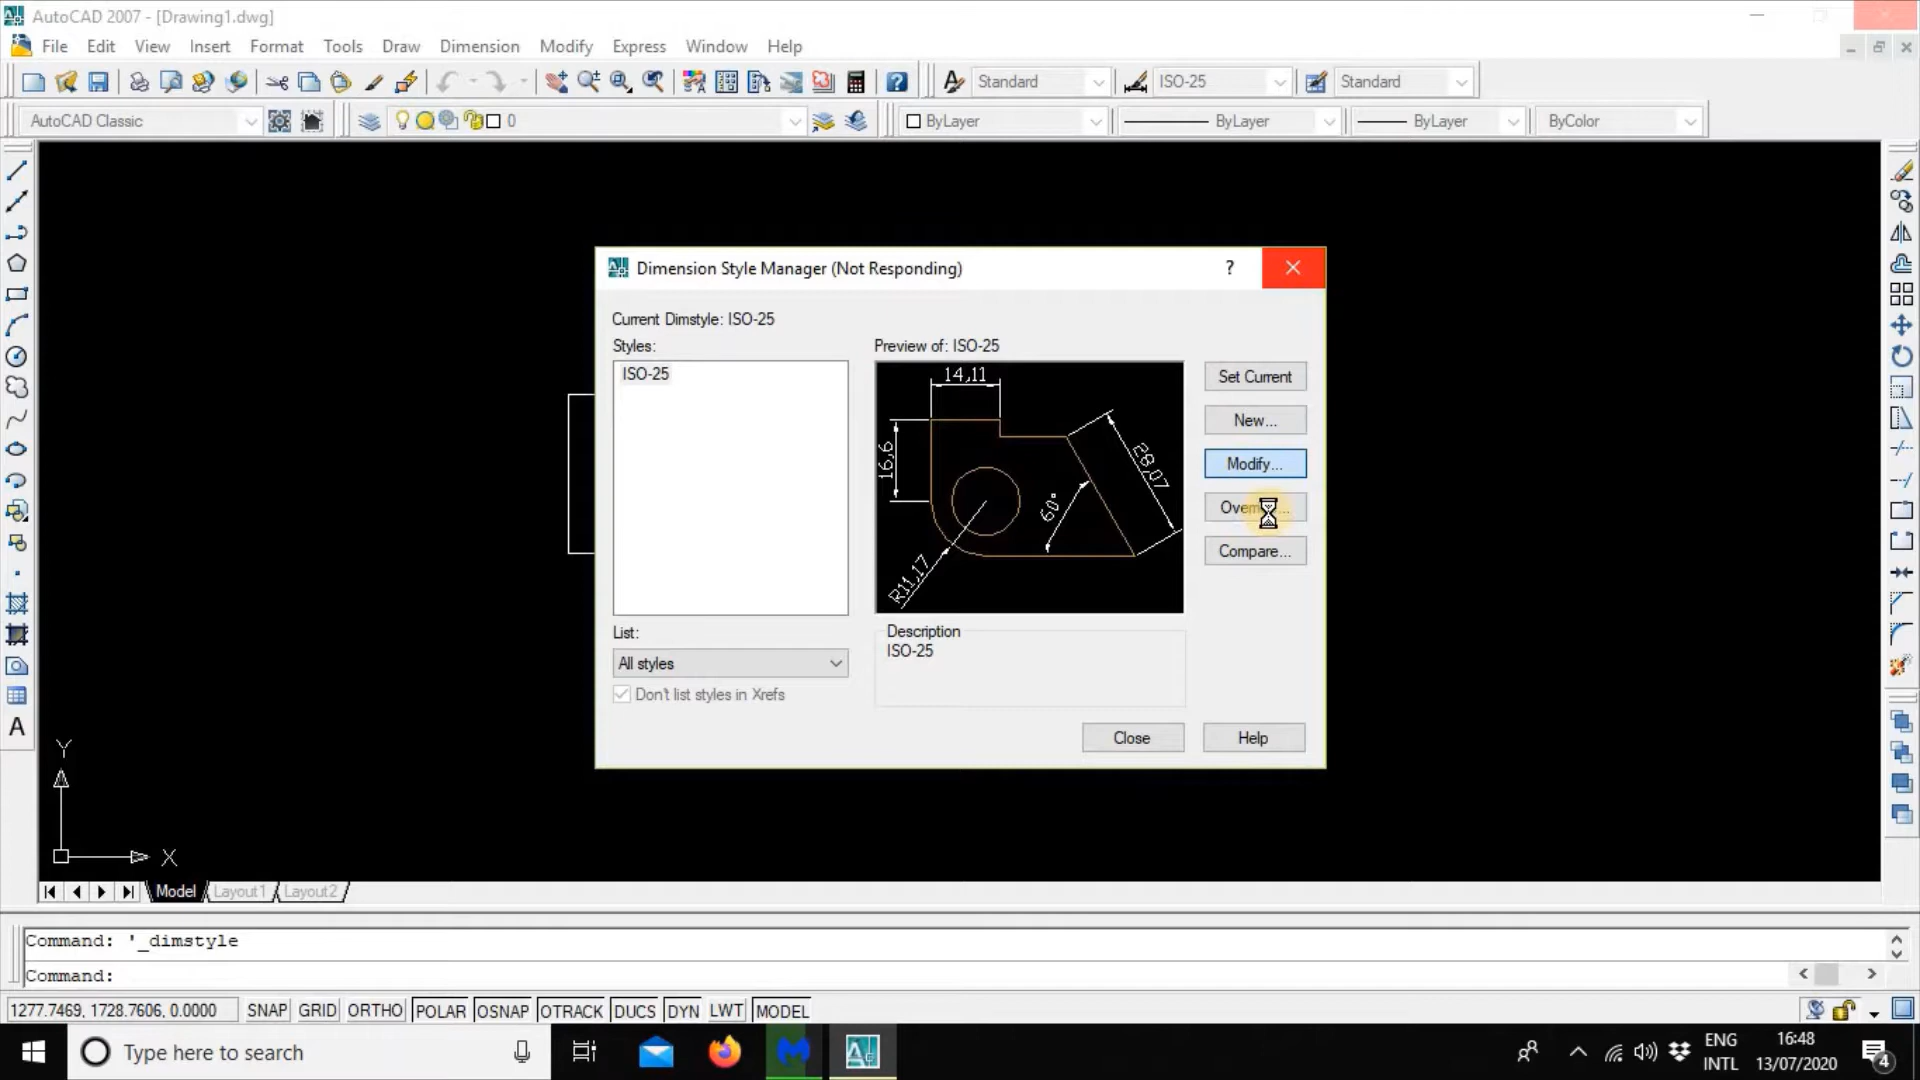 AutoCAD 2007 - [Drawing1.dwg]
File Edit View Insert Format Tools Draw Dimension Modify Express Window Help
Standard ISO-25 Standard
AutoCAD Classic 0 ByLayer ByLayer ByLayer ByColor
Dimension Style Manager (Not Responding) ?
Current Dimstyle: ISO-25
Styles:
ISO-25
Preview of: ISO-25
14,11
16,6
28,07
60°
R11,17
Set Current
New...
Modify...
Compare...
List:
All styles
Don't list styles in Xrefs
Description
ISO-25
Close Help
A
Y
X
Model Layout1 Layout2
Command: '_dimstyle
Command:
1277.7469, 1728.7606, 0.0000 SNAP GRID ORTHO POLAR OSNAP OTRACK DUCS DYN LWT MODEL
Type here to search
ENG
INTL
16:48
13/07/2020
4